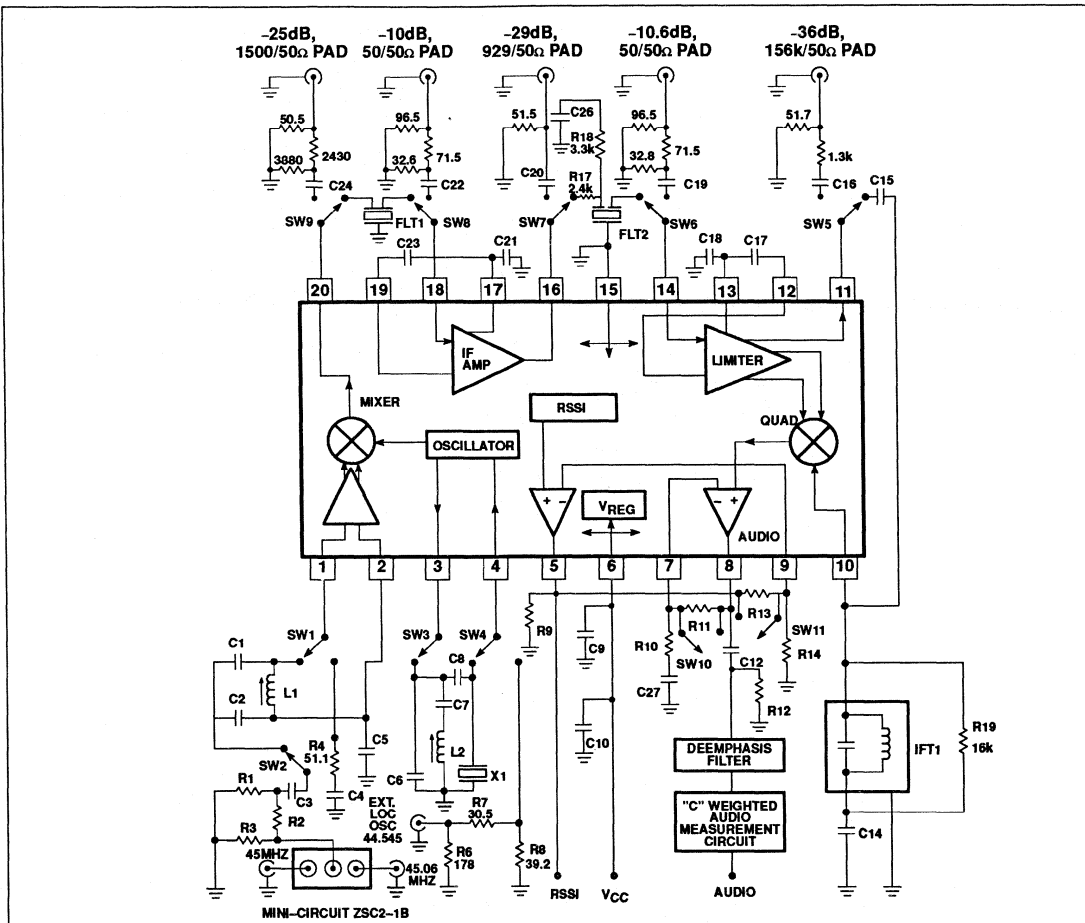 –25dB,
1500/50Ω PAD
–10dB,
50/50Ω PAD
–29dB,
929/50Ω PAD
–10.6dB,
50/50Ω PAD
–36dB,
156k/50Ω PAD
50.5
2430
3880
C24
96.5
71.5
32.6
C22
51.5
C26
R18
3.3k
C20
R17
2.4k
96.5
71.5
32.8
C19
51.7
1.3k
C16
C15
SW9
FLT1
SW8
SW7
FLT2
SW6
SW5
C23
C21
C18
C17
20
19
18
17
16
15
14
13
12
11
IF
AMP
LIMITER
MIXER
RSSI
QUAD
OSCILLATOR
+ –
VREG
– +
AUDIO
1
2
3
4
5
6
7
8
9
10
SW1
C1
L1
C2
SW2
R4
51.1
C5
C4
R1
C3
R2
R3
45MHZ
45.06
MHZ
MINI–CIRCUIT ZSC2–1B
SW3
SW4
C8
C7
L2
C6
X1
EXT.
LOC
OSC
44.545
R7
30.5
R6
178
R8
39.2
R9
C9
C10
RSSI
VCC
R10
C27
R11
SW10
C12
R12
R13
SW11
R14
DEEMPHASIS
FILTER
"C" WEIGHTED
AUDIO
MEASUREMENT
CIRCUIT
AUDIO
IFT1
R19
16k
C14